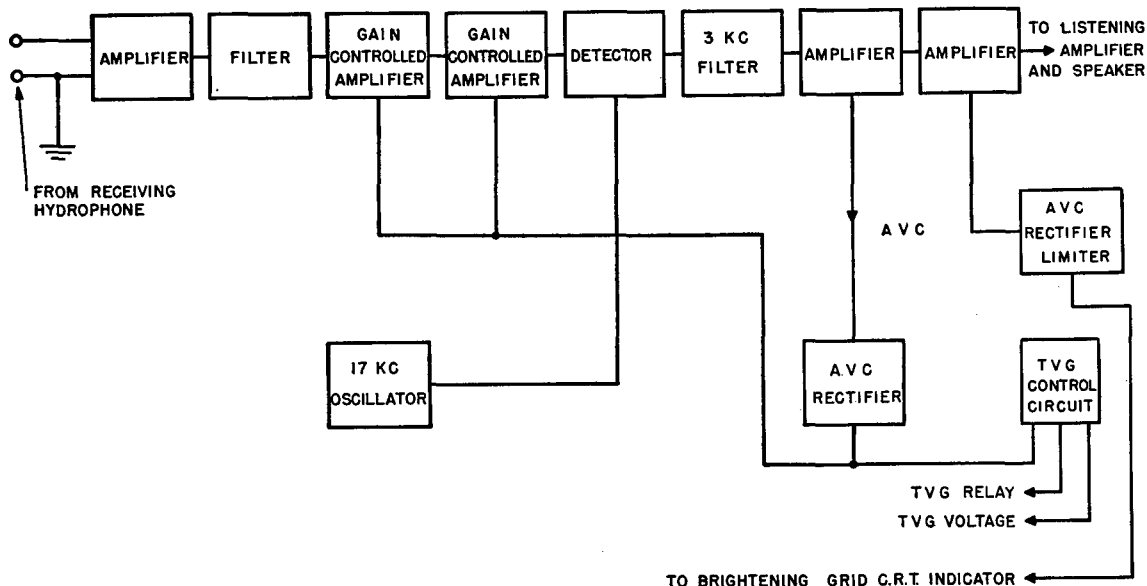 AMPLIFIER
FILTER
GAIN
CONTROLLED
AMPLIFIER
GAIN
CONTROLLED
AMPLIFIER
DETECTOR
3 KC
FILTER
AMPLIFIER
AMPLIFIER
TO LISTENING
AMPLIFIER
AND SPEAKER
FROM RECEIVING
HYDROPHONE
AVC
AVC
RECTIFIER
LIMITER
17 KC
OSCILLATOR
A.V.C
RECTIFIER
TVG
CONTROL
CIRCUIT
TVG RELAY
TVG VOLTAGE
TO BRIGHTENING GRID C.R.T. INDICATOR